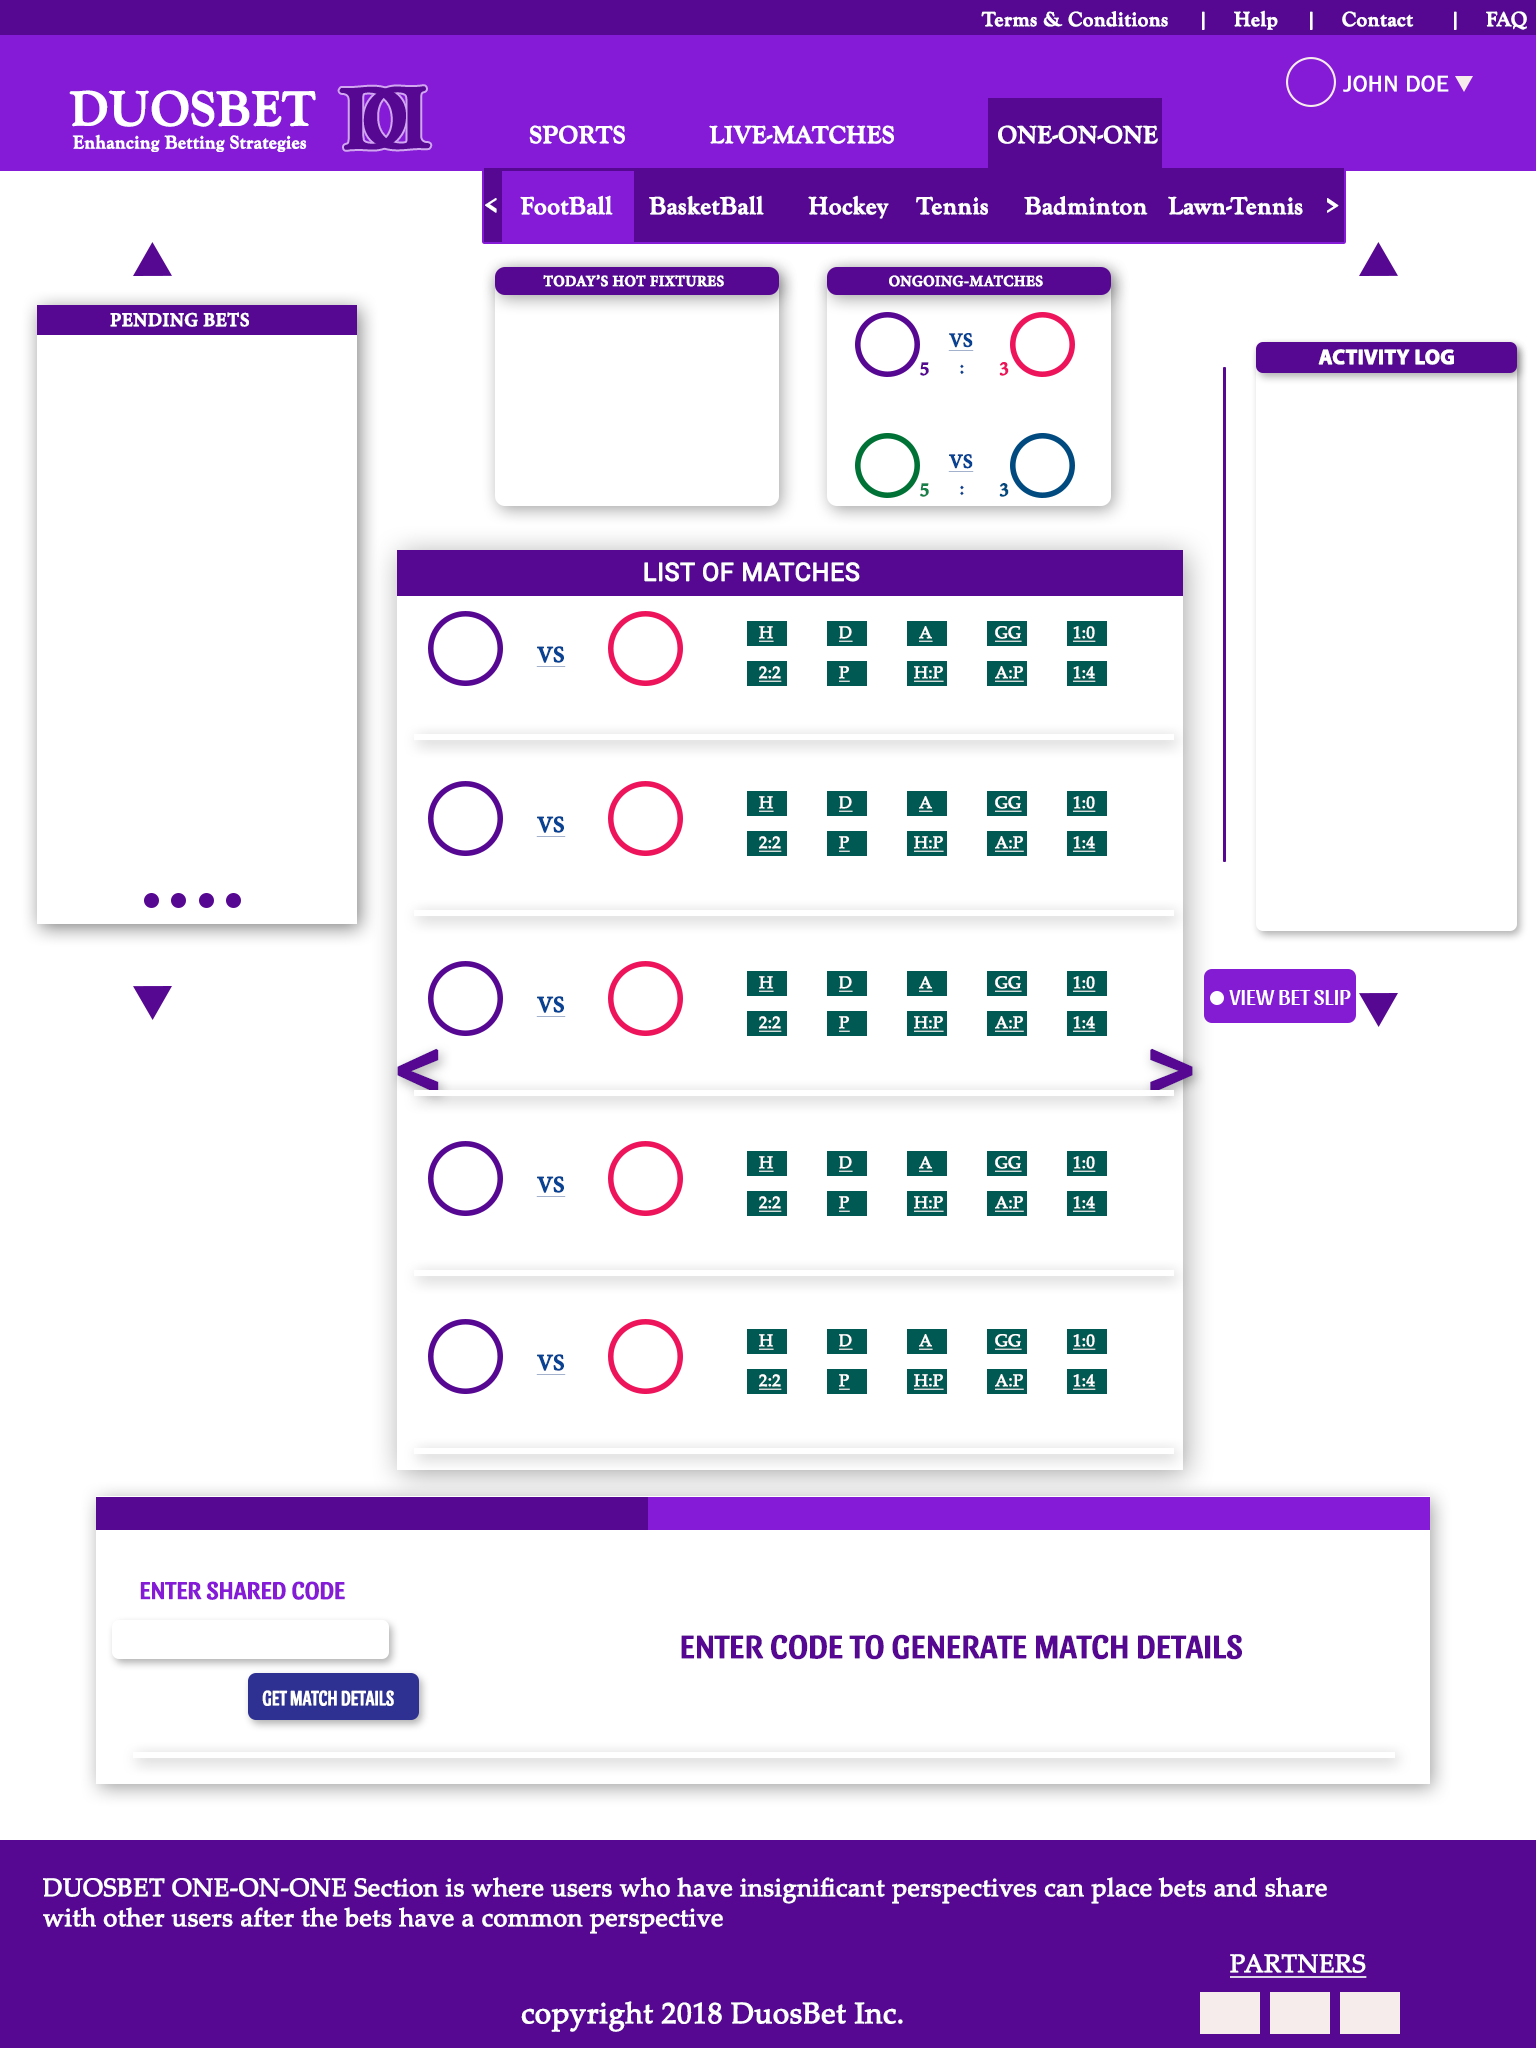 Terms & Conditions | Help | Contact | FAQ
JOHN DOE
DUOSBET
Enhancing Betting Strategies
SPORTS LIVE-MATCHES ONE-ON-ONE
< FootBall BasketBall Hockey Tennis Badminton Lawn-Tennis >
TODAY'S HOT FIXTURES
ONGOING-MATCHES
PENDING BETS
VS
5 : 3
ACTIVITY LOG
VS
5 : 3
LIST OF MATCHES
VS
H D A GG 1:0
2:2 P H:P A:P 1:4
VS
H D A GG 1:0
2:2 P H:P A:P 1:4
VS
H D A GG 1:0
2:2 P H:P A:P 1:4
VIEW BET SLIP
< >
VS
H D A GG 1:0
2:2 P H:P A:P 1:4
VS
H D A GG 1:0
2:2 P H:P A:P 1:4
ENTER SHARED CODE
GET MATCH DETAILS
ENTER CODE TO GENERATE MATCH DETAILS
DUOSBET ONE-ON-ONE Section is where users who have insignificant perspectives can place bets and share
with other users after the bets have a common perspective
PARTNERS
copyright 2018 DuosBet Inc.